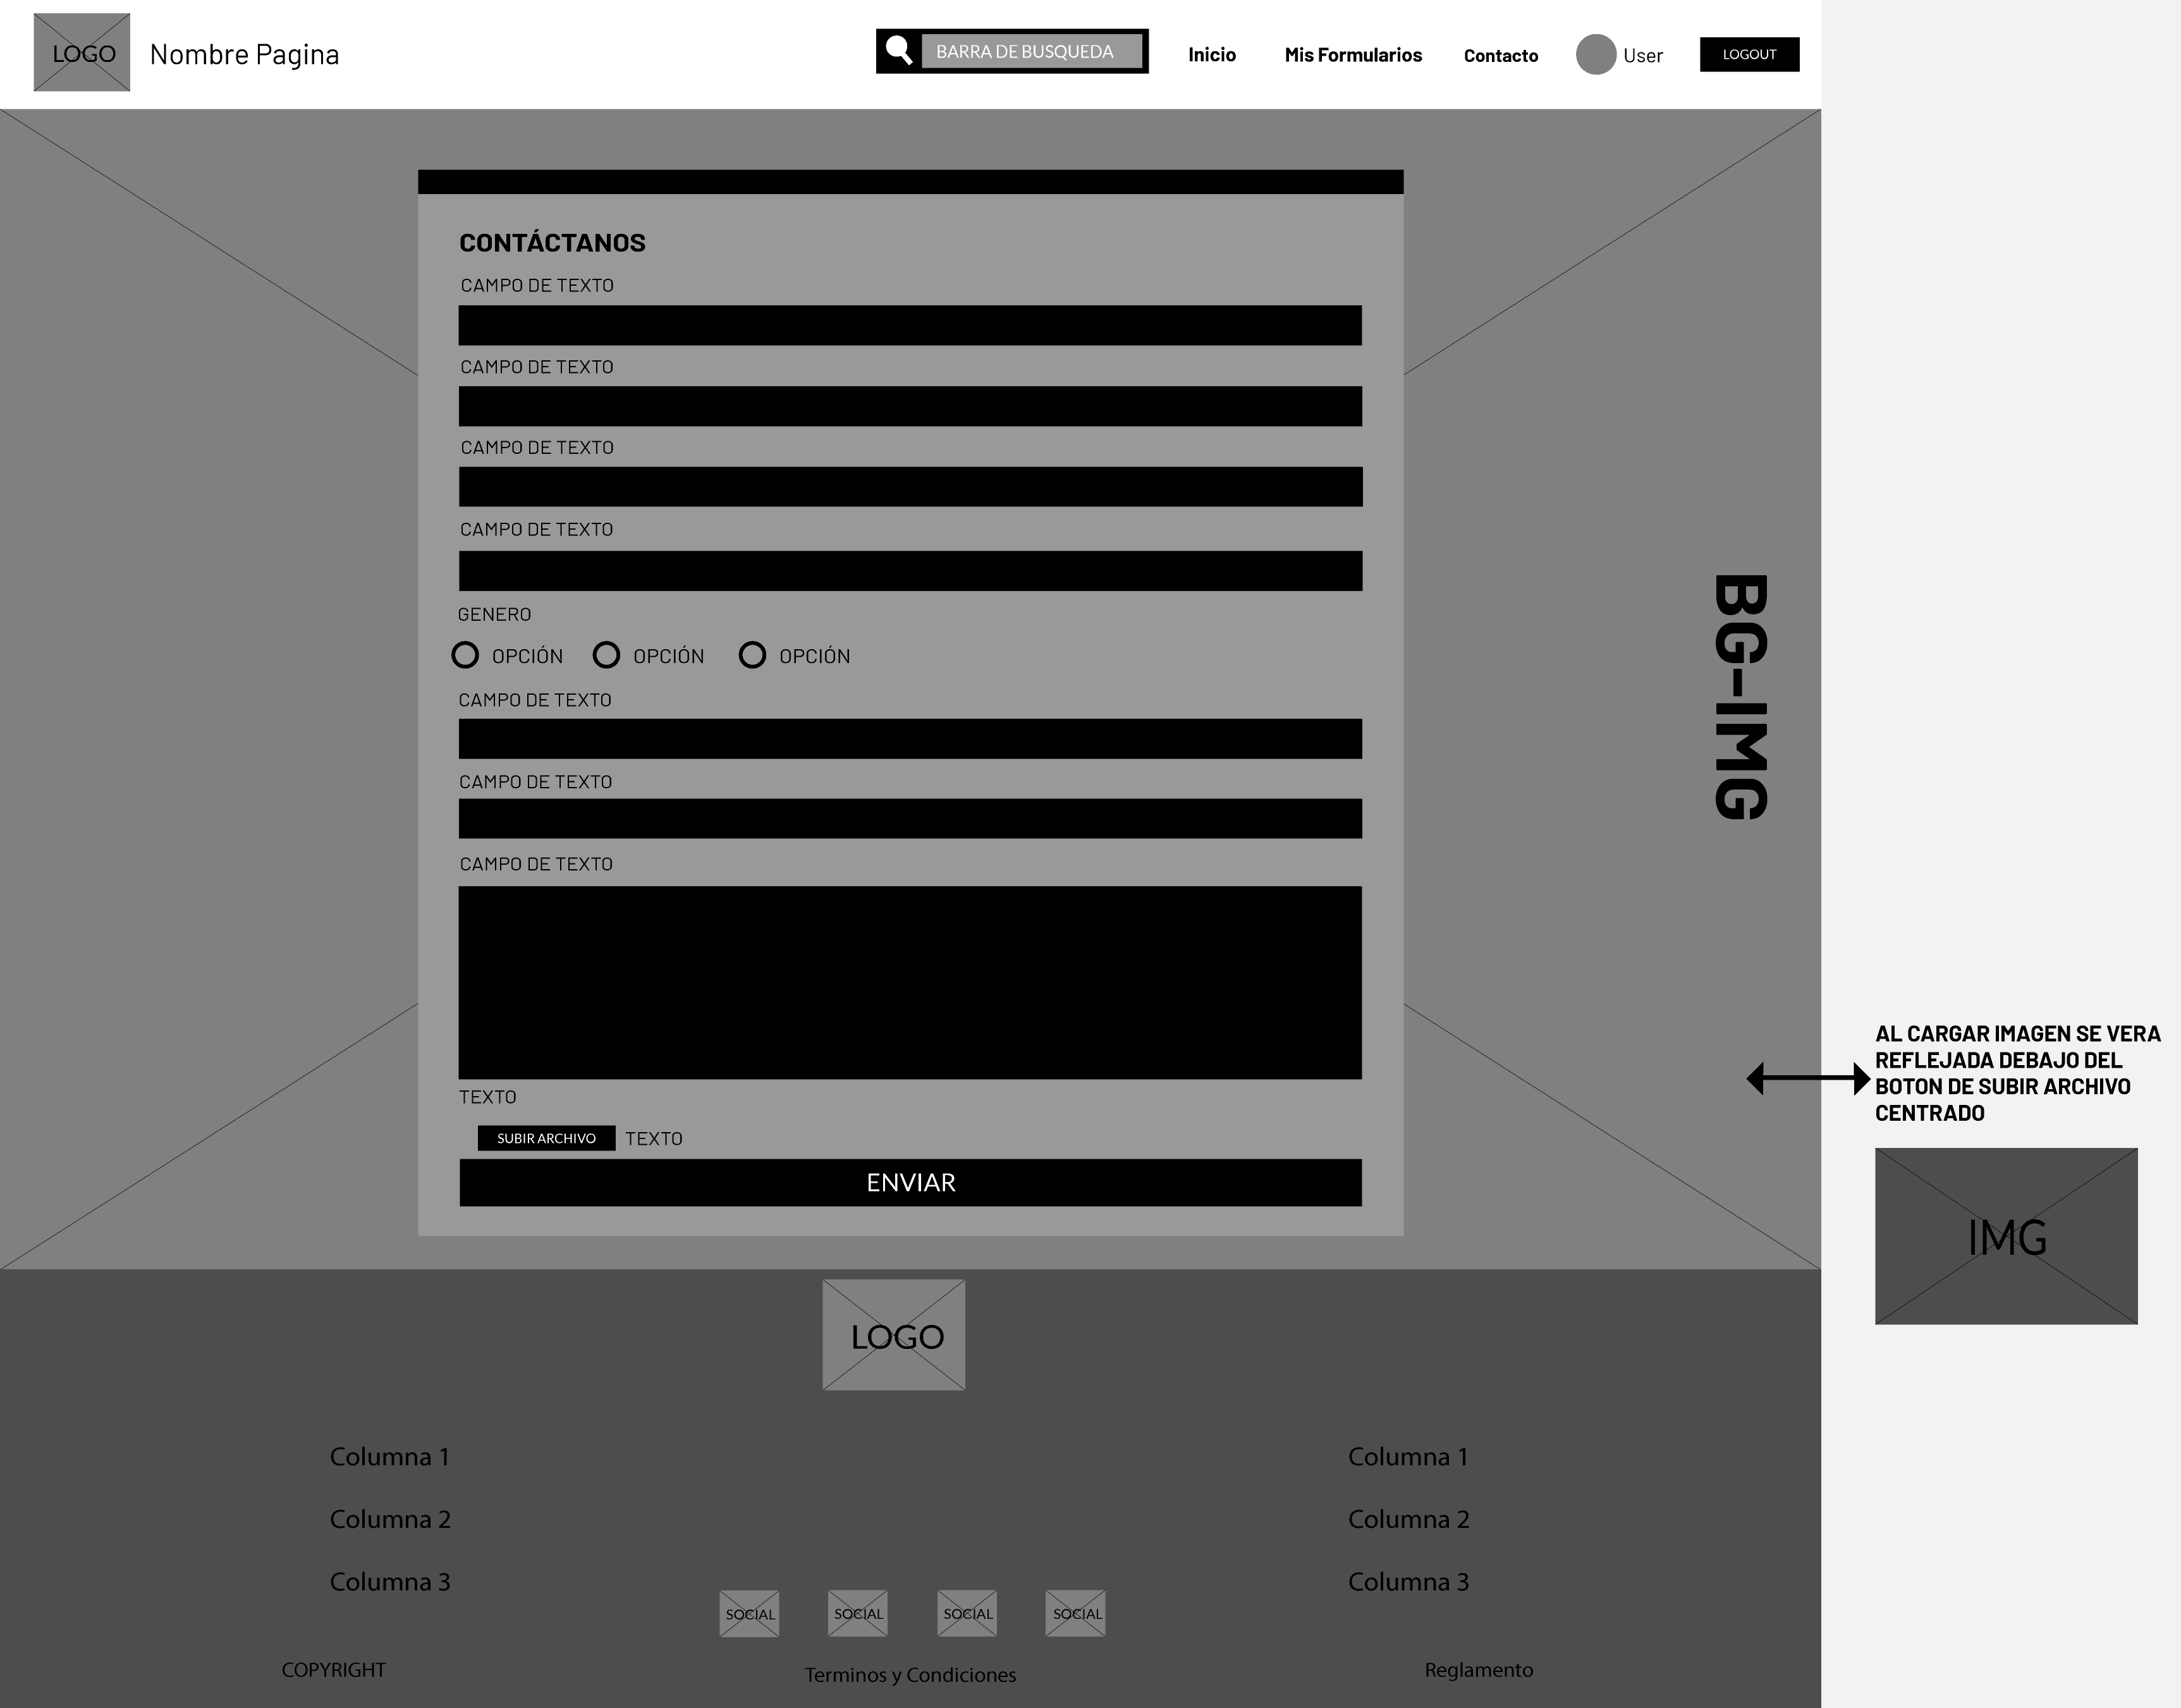 LOGO
Nombre Pagina
BARRA DE BUSQUEDA
Inicio
Mis Formularios
Contacto
User
LOGOUT
CONTÁCTANOS
CAMPO DE TEXTO
CAMPO DE TEXTO
CAMPO DE TEXTO
CAMPO DE TEXTO
GENERO
OPCIÓN
OPCIÓN
OPCIÓN
CAMPO DE TEXTO
CAMPO DE TEXTO
CAMPO DE TEXTO
TEXTO
SUBIR ARCHIVO
TEXTO
ENVIAR
BG-IMG
AL CARGAR IMAGEN SE VERA
REFLEJADA DEBAJO DEL
BOTON DE SUBIR ARCHIVO
CENTRADO
IMG
LOGO
Columna 1
Columna 2
Columna 3
Columna 1
Columna 2
Columna 3
SOCIAL
SOCIAL
SOCIAL
SOCIAL
COPYRIGHT
Terminos y Condiciones
Reglamento